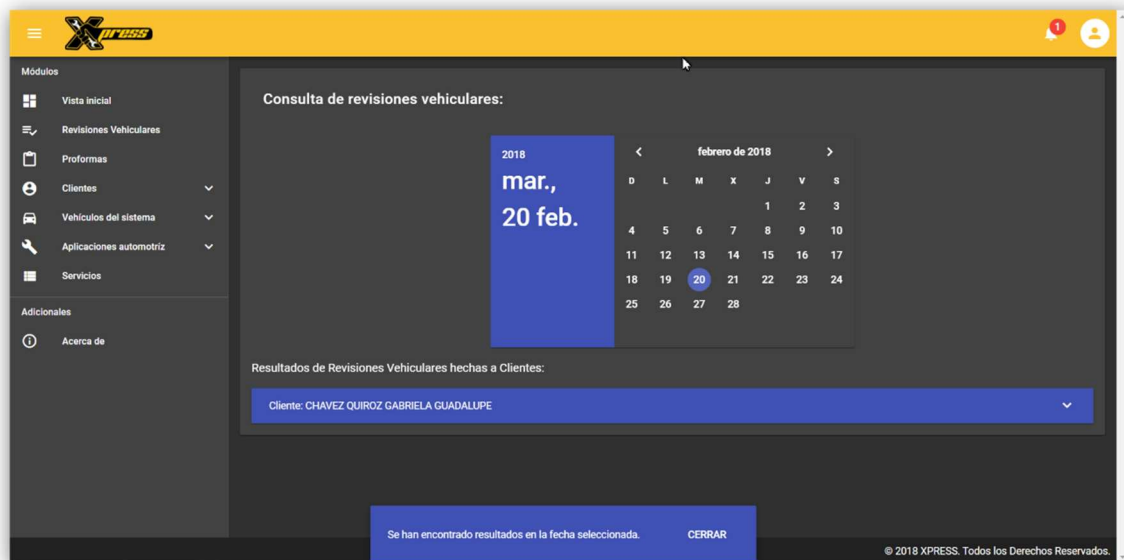 Xpress
1
Módulos
Vista inicial
Revisiones Vehiculares
Proformas
Clientes
Vehículos del sistema
Aplicaciones automotríz
Servicios
Adicionales
Acerca de
Consulta de revisiones vehiculares:
2018
mar.,
20 feb.
febrero de 2018
D L M X J V S
1 2 3
4 5 6 7 8 9 10
11 12 13 14 15 16 17
18 19 20 21 22 23 24
25 26 27 28
Resultados de Revisiones Vehiculares hechas a Clientes:
Cliente: CHAVEZ QUIROZ GABRIELA GUADALUPE
Se han encontrado resultados en la fecha seleccionada. CERRAR
© 2018 XPRESS. Todos los Derechos Reservados.